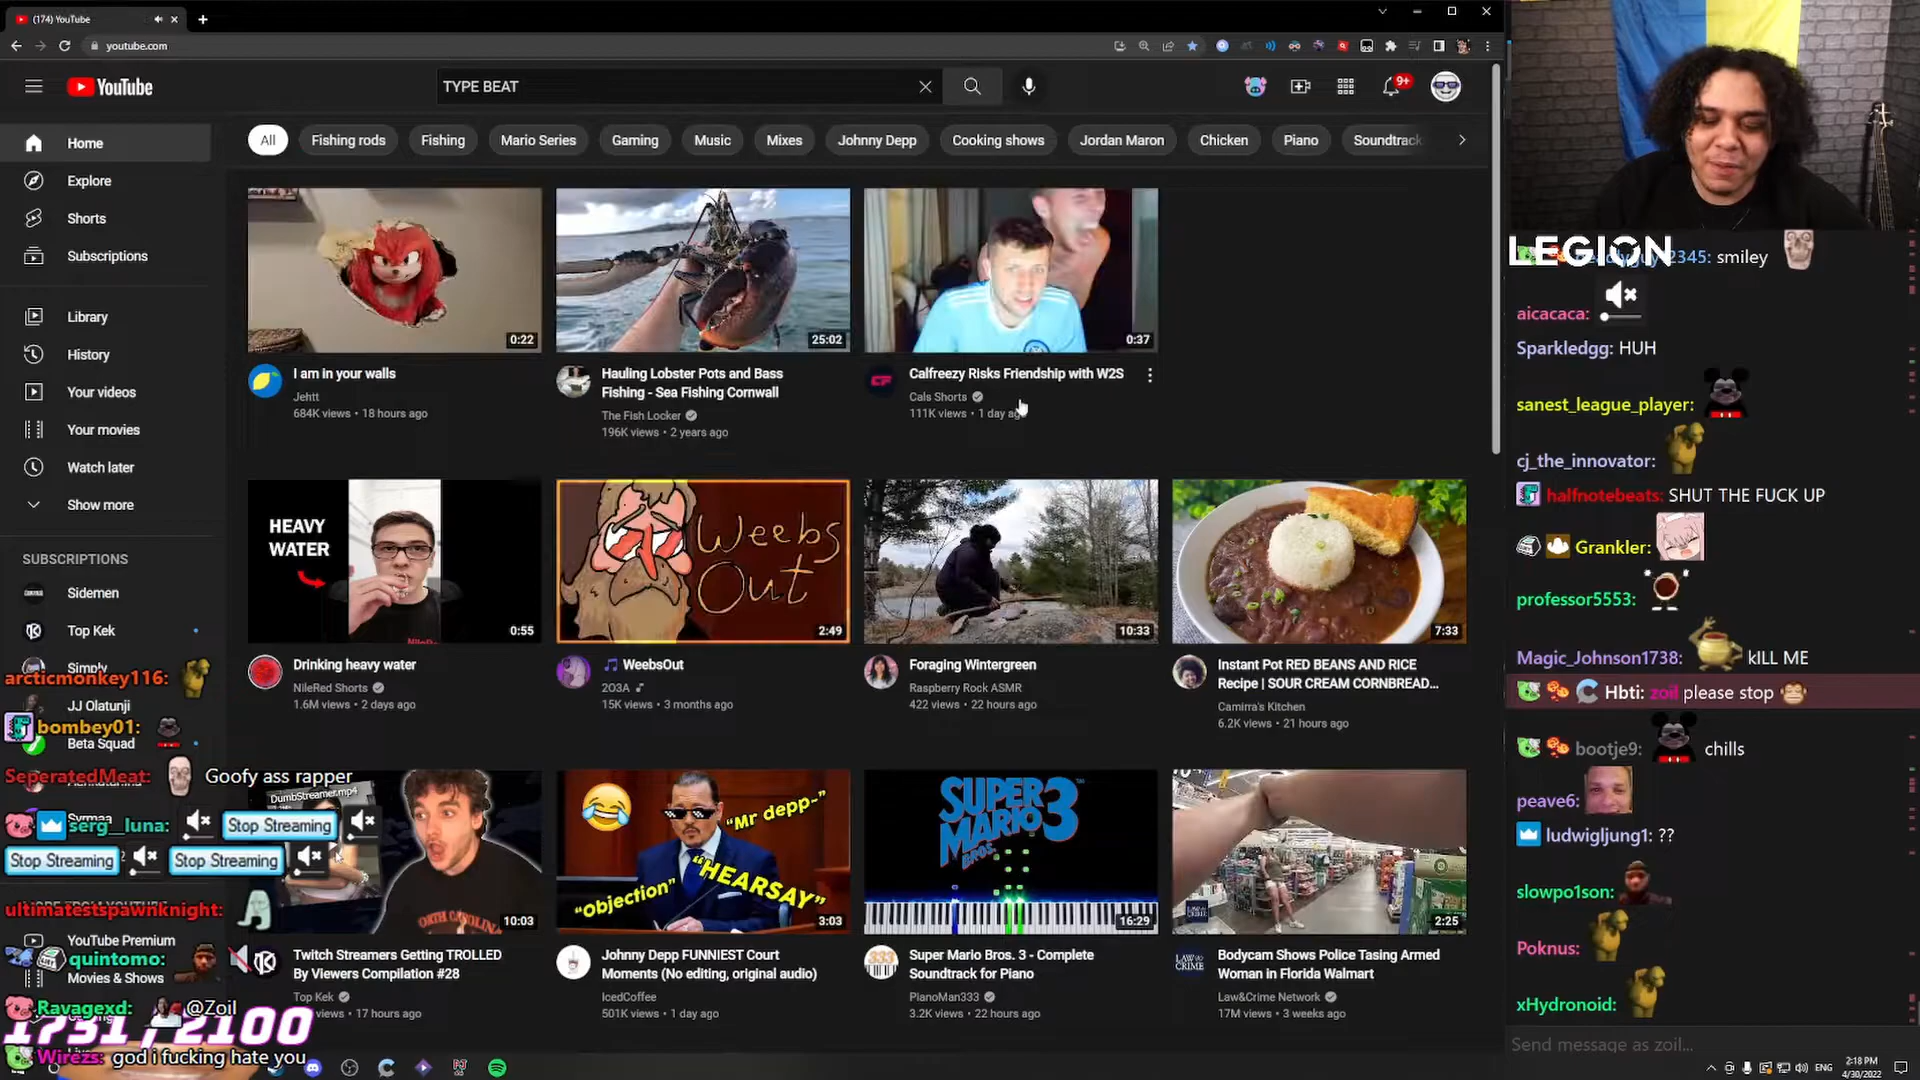 (174) YouTube
youtube.com
YouTube
TYPE BEAT
9+
All
Fishing rods
Fishing
Mario Series
Gaming
Music
Mixes
Johnny Depp
Cooking shows
Jordan Maron
Chicken
Piano
Soundtrack
Home
Explore
Shorts
Subscriptions
Library
History
Your videos
Your movies
Watch later
Show more
SUBSCRIPTIONS
Sidemen
Top Kek
Simply
JJ Olatunji
Beta Squad
YouTube Premium
Movies & Shows
0:22
I am in your walls
Jehtt
684K views • 18 hours ago
25:02
Hauling Lobster Pots and Bass
Fishing - Sea Fishing Cornwall
The Fish Locker
196K views • 2 years ago
0:37
Calfreezy Risks Friendship with W2S
Cals Shorts
111K views • 1 day ago
HEAVY
WATER
0:55
Drinking heavy water
NileRed Shorts
1.6M views • 2 days ago
Weebs
Out
2:49
🎵 WeebsOut
2O3A
15K views • 3 months ago
10:33
Foraging Wintergreen
Raspberry Rock ASMR
422 views • 22 hours ago
7:33
Instant Pot RED BEANS AND RICE
Recipe | SOUR CREAM CORNBREAD...
Camirra's Kitchen
6.2K views • 21 hours ago
DumbStreamer.mp4
10:03
Twitch Streamers Getting TROLLED
By Viewers Compilation #28
Top Kek
views • 17 hours ago
"Mr depp-"
"objection"
"HEARSAY"
3:03
Johnny Depp FUNNIEST Court
Moments (No editing, original audio)
IcedCoffee
501K views • 1 day ago
SUPER
MARIO
BROS.
3
16:29
Super Mario Bros. 3 - Complete
Soundtrack for Piano
PianoMan333
3.2K views • 22 hours ago
LAW&
CRIME
2:25
Bodycam Shows Police Tasing Armed
Woman in Florida Walmart
Law&Crime Network
17M views • 3 weeks ago
arcticmonkey116:
bombey01:
SeperatedMeat: Goofy ass rapper
serg__luna: Stop Streaming
Stop Streaming Stop Streaming
ultimatestspawnknight:
quintomo:
Ravagexd: @Zoil
1731/2100
Wirezs: god i fucking hate you
LEGION
2345: smiley
aicacaca:
Sparkledgg: HUH
sanest_league_player:
cj_the_innovator:
halfnotebeats: SHUT THE FUCK UP
Grankler:
professor5553:
Magic_Johnson1738: kILL ME
Hbti: zoil please stop
bootje9: chills
peave6:
ludwigljung1: ??
slowpo1son:
Poknus:
xHydronoid:
Send message as zoil...
ENG
2:18 PM
4/30/2022